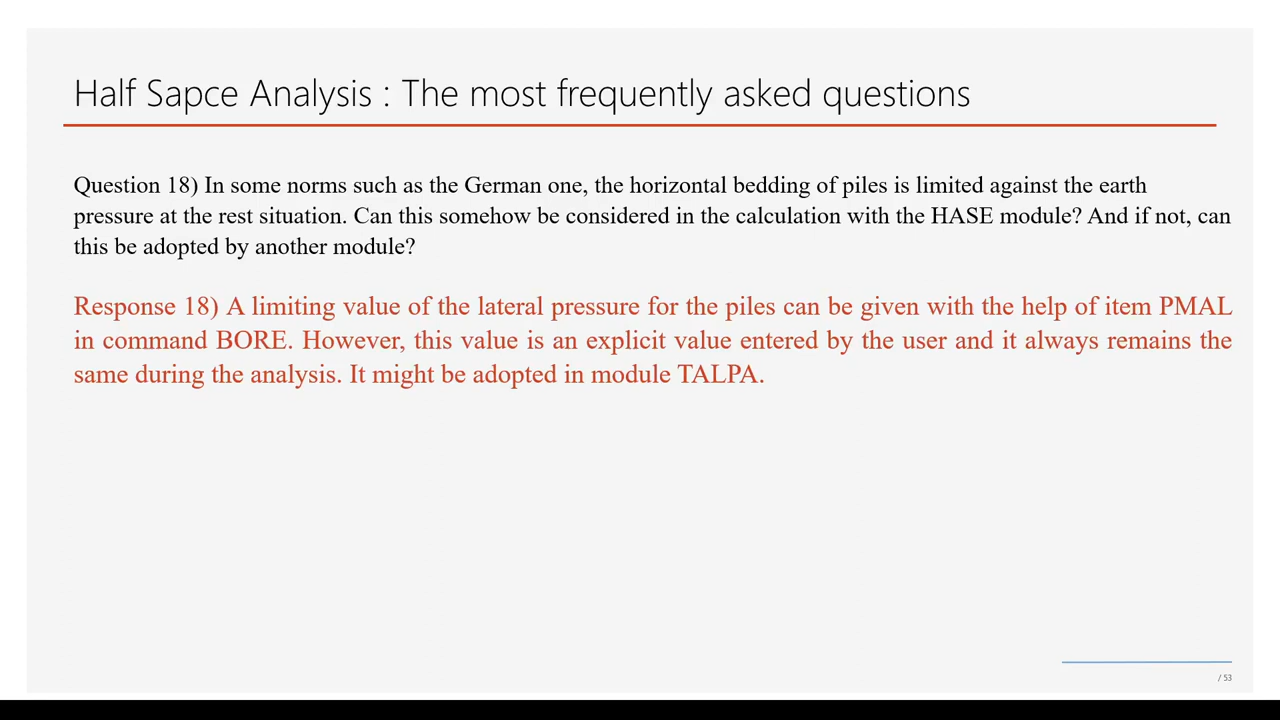 Half Sapce Analysis : The most frequently asked questions
Question 18) In some norms such as the German one, the horizontal bedding of piles is limited against the earth
pressure at the rest situation. Can this somehow be considered in the calculation with the HASE module? And if not, can
this be adopted by another module?
Response 18) A limiting value of the lateral pressure for the piles can be given with the help of item PMAL
in command BORE. However, this value is an explicit value entered by the user and it always remains the
same during the analysis. It might be adopted in module TALPA.
/ 53